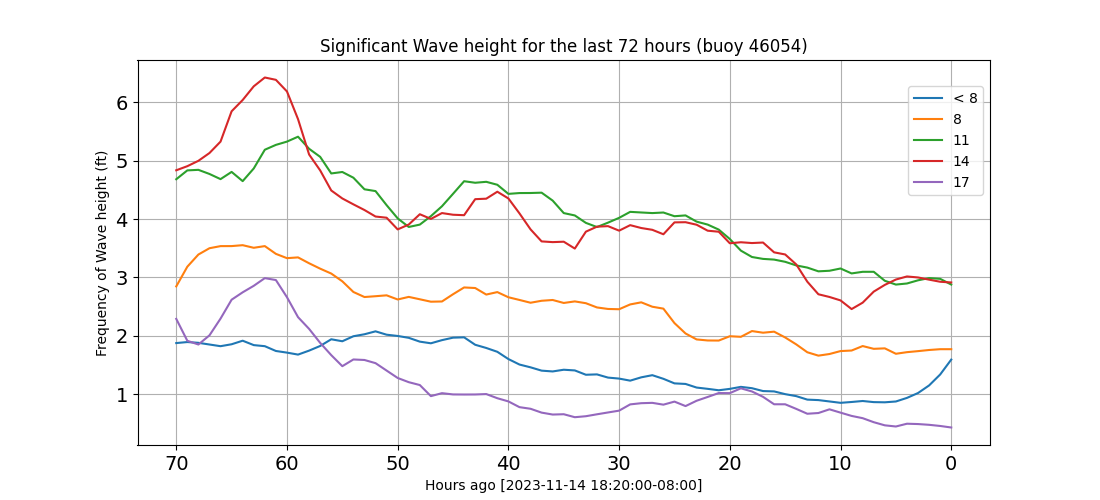 Significant Wave height for the last 72 hours (buoy 46054)
Frequency of Wave height (ft)
6
5
4
3
2
1
< 8
8
11
14
17
70 60 50 40 30 20 10 0
Hours ago [2023-11-14 18:20:00-08:00]